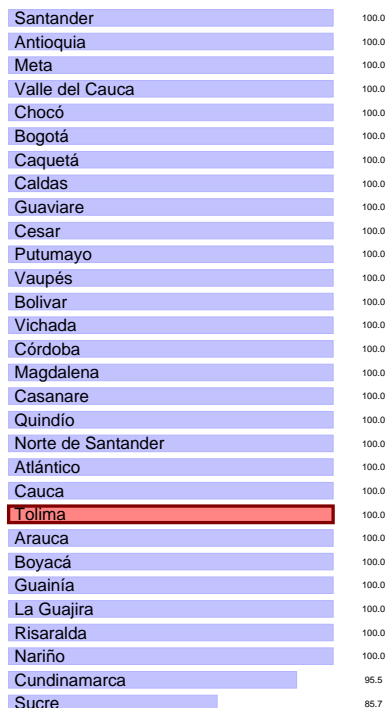 Santander 100.0
Antioquia 100.0
Meta 100.0
Valle del Cauca 100.0
Chocó 100.0
Bogotá 100.0
Caquetá 100.0
Caldas 100.0
Guaviare 100.0
Cesar 100.0
Putumayo 100.0
Vaupés 100.0
Bolivar 100.0
Vichada 100.0
Córdoba 100.0
Magdalena 100.0
Casanare 100.0
Quindío 100.0
Norte de Santander 100.0
Atlántico 100.0
Cauca 100.0
Tolima 100.0
Arauca 100.0
Boyacá 100.0
Guainía 100.0
La Guajira 100.0
Risaralda 100.0
Nariño 100.0
Cundinamarca 95.5
Sucre 85.7